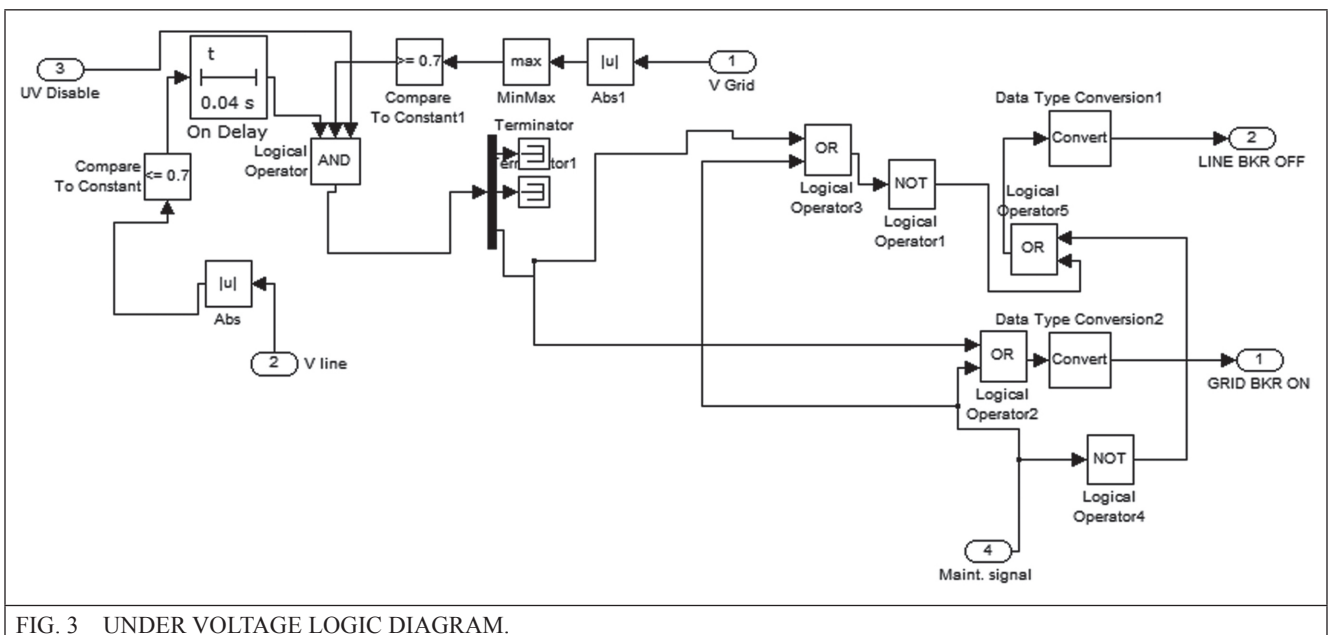 3
UV Disable
t
0.04 s
On Delay
>= 0.7
Compare
To Constant1
max
MinMax
|u|
Abs1
1
V Grid
Compare
To Constant
<= 0.7
Logical
Operator
AND
Terminator
tor1
|u|
Abs
2
V line
OR
Logical
Operator3
NOT
Logical
Operator1
Data Type Conversion1
Convert
2
LINE BKR OFF
Logical
Operator5
OR
Data Type Conversion2
OR
Logical
Operator2
Convert
1
GRID BKR ON
NOT
Logical
Operator4
4
Maint. signal
FIG. 3 UNDER VOLTAGE LOGIC DIAGRAM.